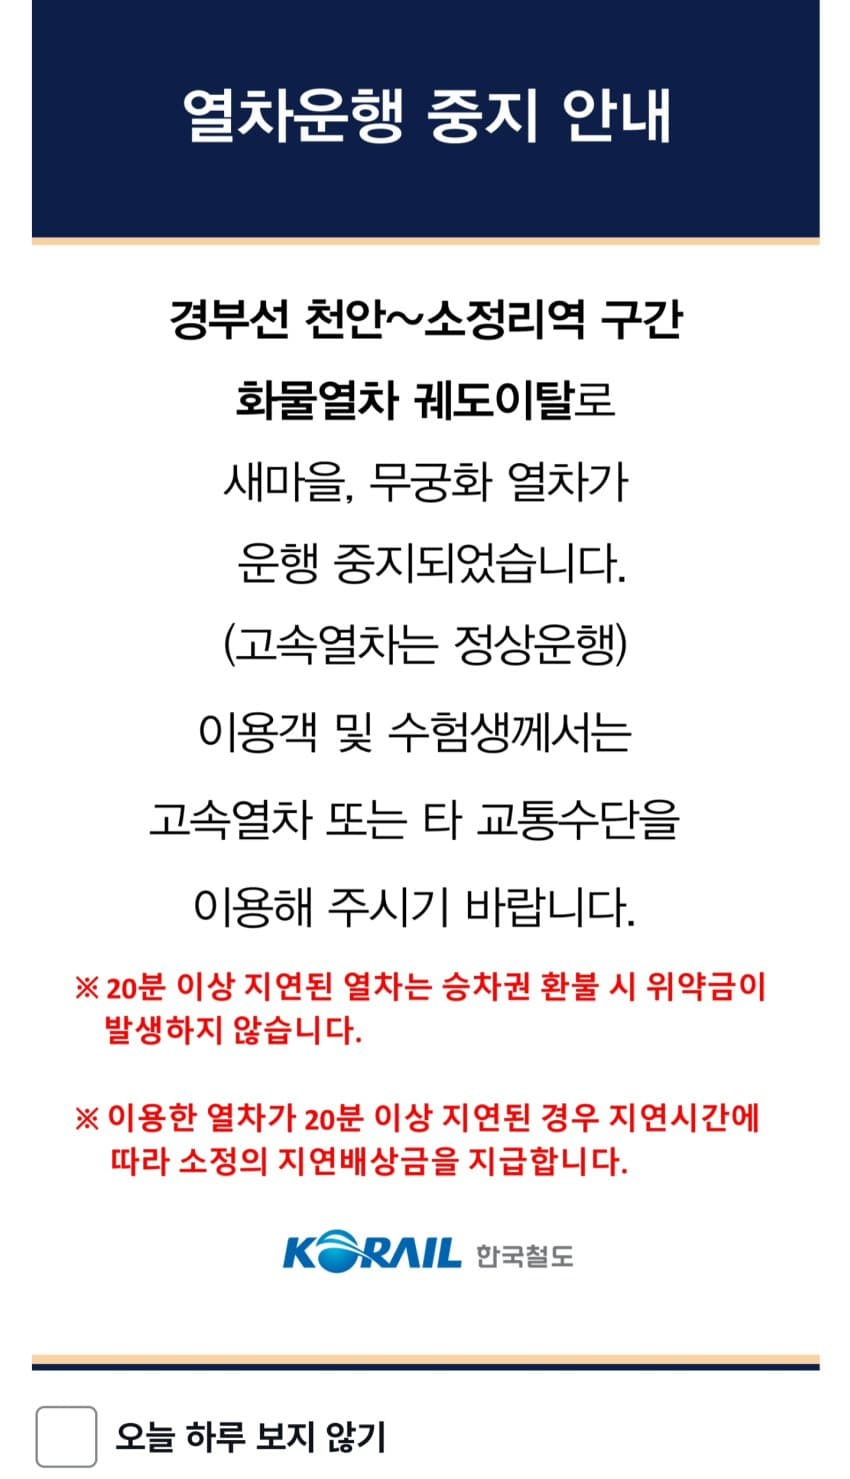 열차운행 중지 안내
경부선 천안~소정리역 구간
화물열차 궤도이탈로
새마을, 무궁화 열차가
운행 중지되었습니다.
(고속열차는 정상운행)
이용객 및 수험생께서는
고속열차 또는 타 교통수단을
이용해 주시기 바랍니다.
※ 20분 이상 지연된 열차는 승차권 환불 시 위약금이
발생하지 않습니다.
※ 이용한 열차가 20분 이상 지연된 경우 지연시간에
따라 소정의 지연배상금을 지급합니다.
KORAIL 한국철도
오늘 하루 보지 않기